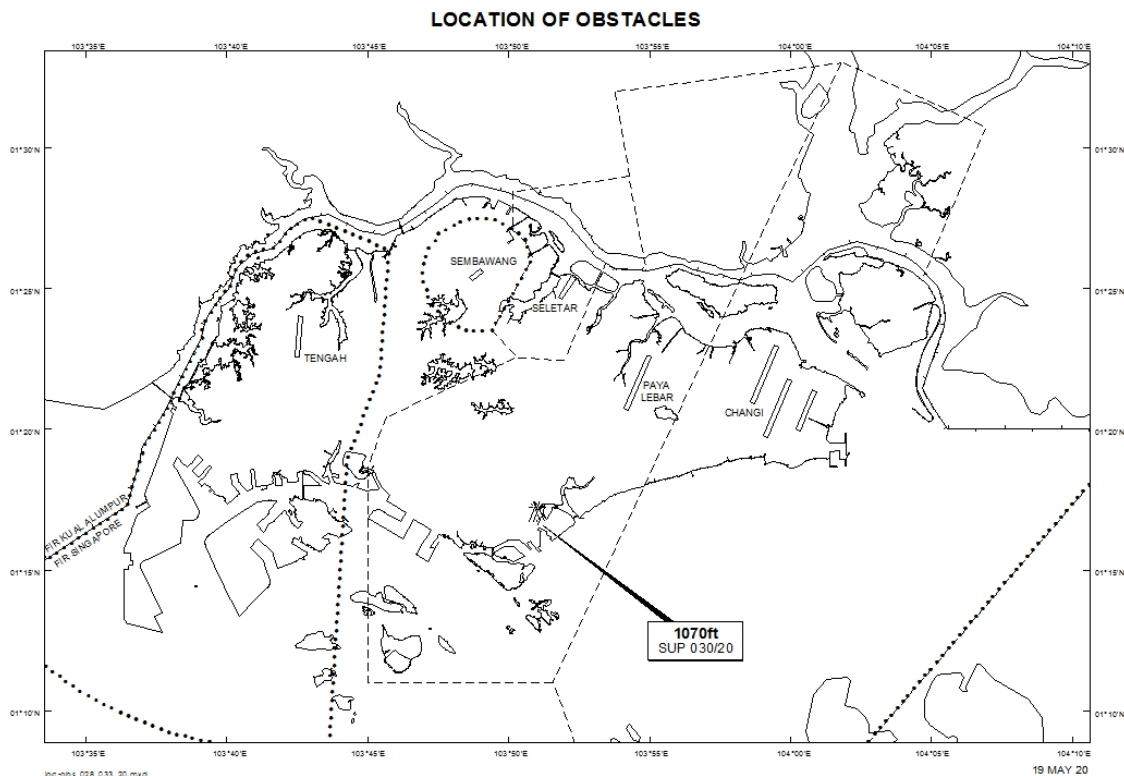 LOCATION OF OBSTACLES
103°35'E 103°40'E 103°45'E 103°50'E 103°55'E 104°00'E 104°05'E 104°10'E
01°30'N 01°30'N
SEMBAWANG
01°25'N 01°25'N
SELETAR
TENGAH
PAYA
LEBAR
CHANGI
01°20'N 01°20'N
FIR KUALA LUMPUR
FIR SINGAPORE
01°15'N 01°15'N
1070ft
SUP 030/20
01°10'N 01°10'N
103°35'E 103°40'E 103°45'E 103°50'E 103°55'E 104°00'E 104°05'E 104°10'E
loc-obs_028_033_20.mxd
19 MAY 20